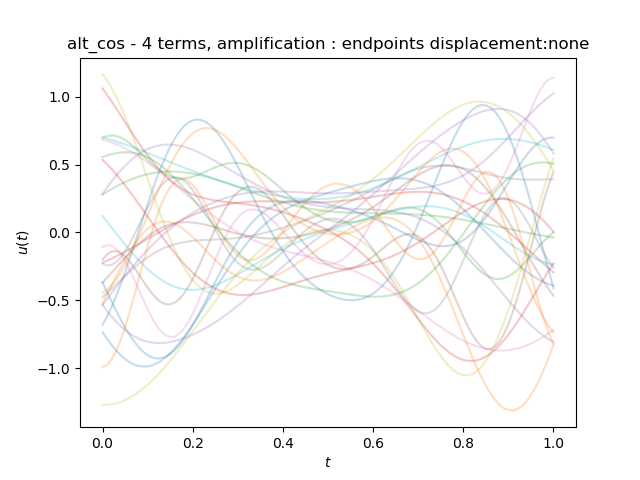 alt_cos - 4 terms, amplification : endpoints displacement:none
1.0
0.5
0.0
−0.5
−1.0
u(t)
0.0 0.2 0.4 0.6 0.8 1.0
t